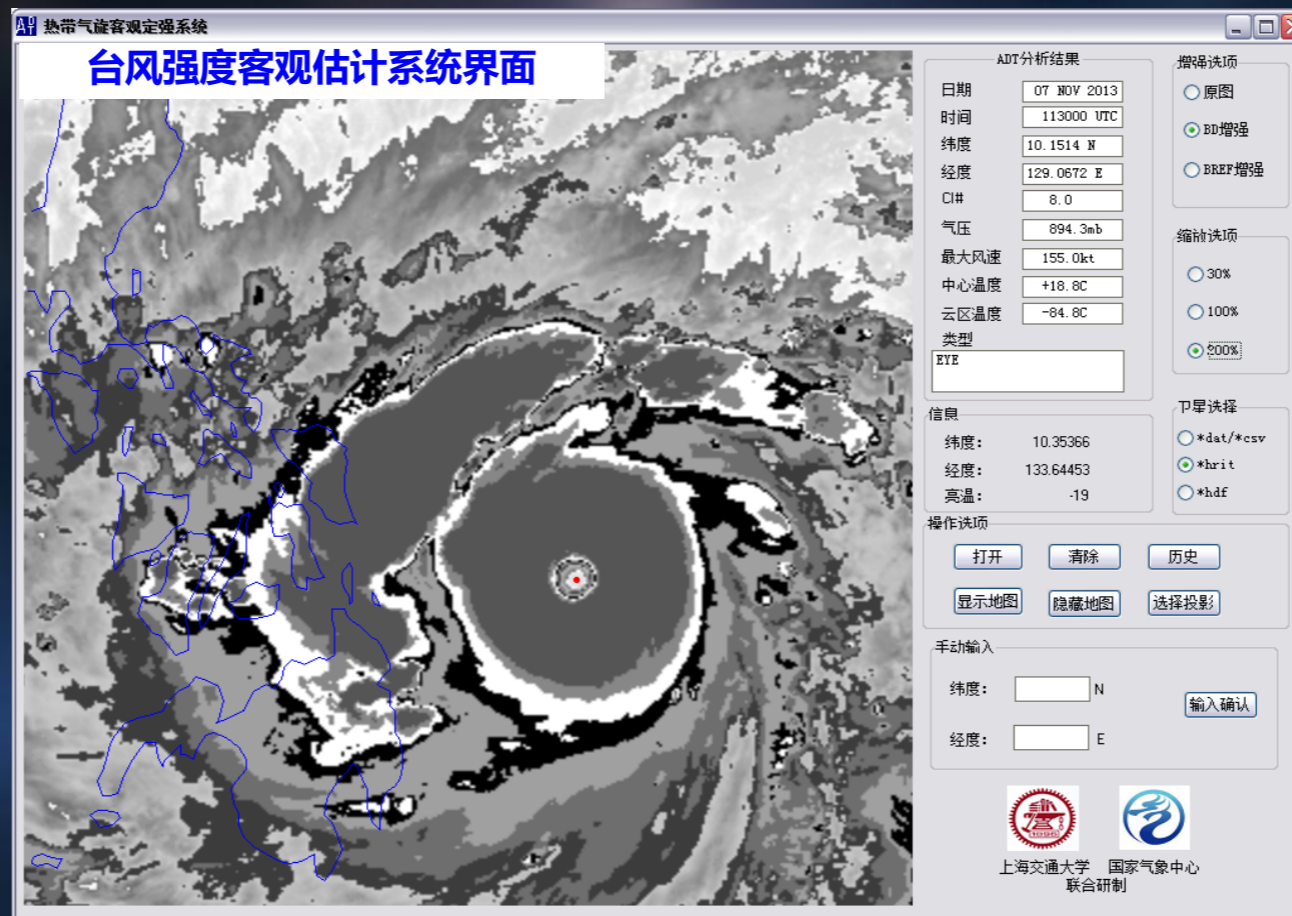 热带气旋客观定强系统
台风强度客观估计系统界面
ADT分析结果
日期 07 NOV 2013
时间 113000 UTC
纬度 10.1514 N
经度 129.0672 E
CI# 8.0
气压 894.3mb
最大风速 155.0kt
中心温度 +18.8C
云区温度 -84.8C
类型
EYE
增强选项
原图
BD增强
BREF增强
缩放选项
30%
100%
200%
信息
纬度: 10.35366
经度: 133.64453
亮温: -19
卫星选择
*dat/*csv
*hrit
*hdf
操作选项
打开 清除 历史
显示地图 隐藏地图 选择投影
手动输入
纬度: N
经度: E
输入确认
上海交通大学 国家气象中心
联合研制